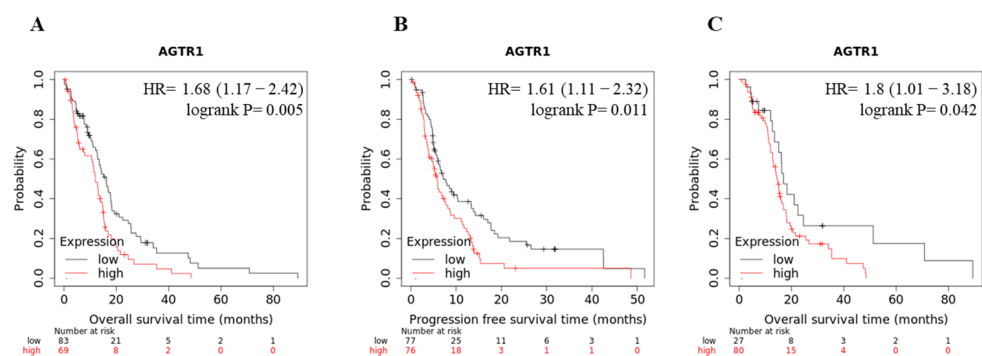 A
AGTR1
HR= 1.68 (1.17 – 2.42)
logrank P= 0.005
Probability
1.0
0.8
0.6
0.4
0.2
0.0
Expression
low
high
0 20 40 60 80
Overall survival time (months)
Number at risk
low 83 21 5 2 1
high 69 8 2 0 0
B
AGTR1
HR= 1.61 (1.11 – 2.32)
logrank P= 0.011
Probability
1.0
0.8
0.6
0.4
0.2
0.0
Expression
low
high
0 10 20 30 40 50
Progression free survival time (months)
Number at risk
low 77 25 11 6 3 1
high 76 18 3 1 1 0
C
AGTR1
HR= 1.8 (1.01 – 3.18)
logrank P= 0.042
Probability
1.0
0.8
0.6
0.4
0.2
0.0
Expression
low
high
0 20 40 60 80
Overall survival time (months)
Number at risk
low 27 8 3 2 1
high 80 15 4 0 0